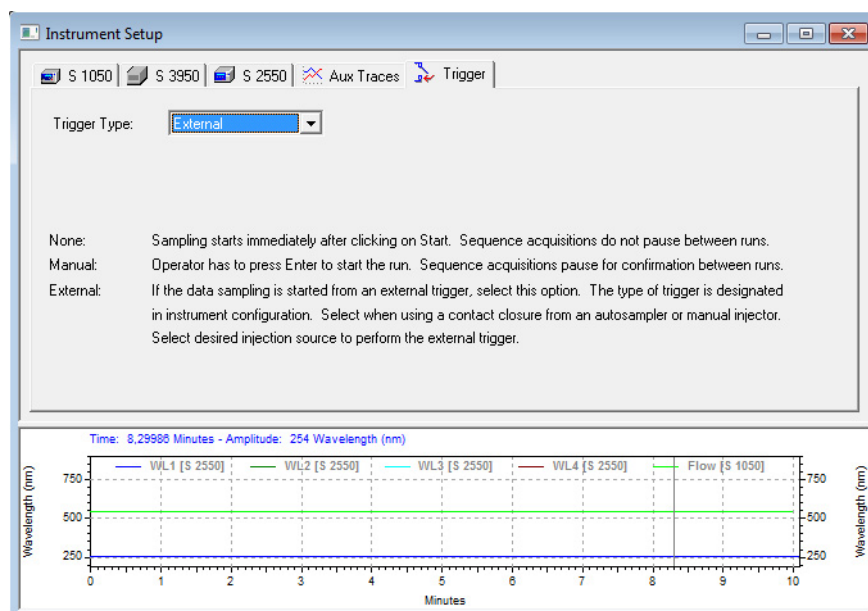 Instrument Setup
S 1050 S 3950 S 2550 Aux Traces Trigger
Trigger Type: External
None: Sampling starts immediately after clicking on Start. Sequence acquisitions do not pause between runs.
Manual: Operator has to press Enter to start the run. Sequence acquisitions pause for confirmation between runs.
External: If the data sampling is started from an external trigger, select this option. The type of trigger is designated
in instrument configuration. Select when using a contact closure from an autosampler or manual injector.
Select desired injection source to perform the external trigger.
Time: 8,29986 Minutes - Amplitude: 254 Wavelength (nm)
WL1 [S 2550] WL2 [S 2550] WL3 [S 2550] WL4 [S 2550] Flow [S 1050]
Wavelength (nm)
750
500
250
750
500
250
Wavelength (nm)
0 1 2 3 4 5 6 7 8 9 10
Minutes